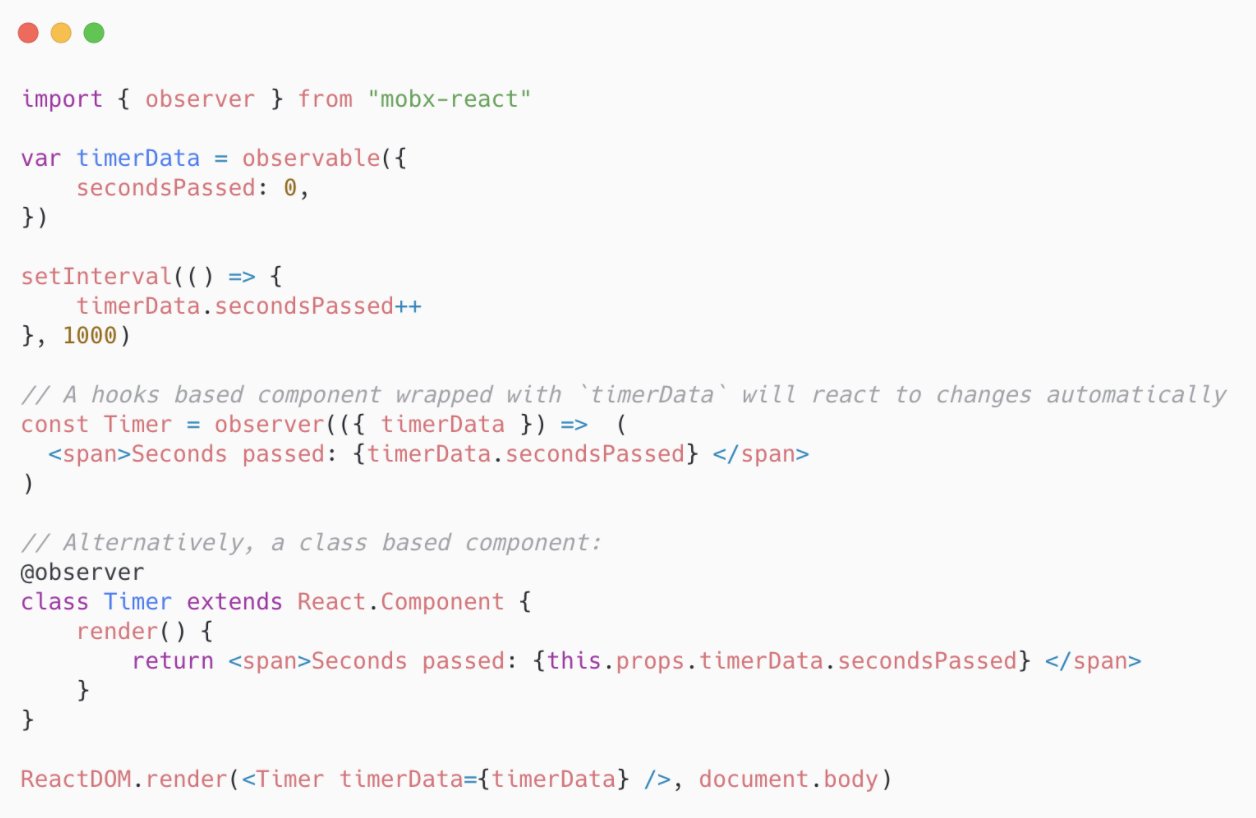 import { observer } from "mobx-react"
var timerData = observable({
    secondsPassed: 0,
})
setInterval(() => {
    timerData.secondsPassed++
}, 1000)
// A hooks based component wrapped with `timerData` will react to changes automatically
const Timer = observer(({ timerData }) =>  (
  <span>Seconds passed: {timerData.secondsPassed} </span>
)
// Alternatively, a class based component:
@observer
class Timer extends React.Component {
    render() {
        return <span>Seconds passed: {this.props.timerData.secondsPassed} </span>
    }
}
ReactDOM.render(<Timer timerData={timerData} />, document.body)